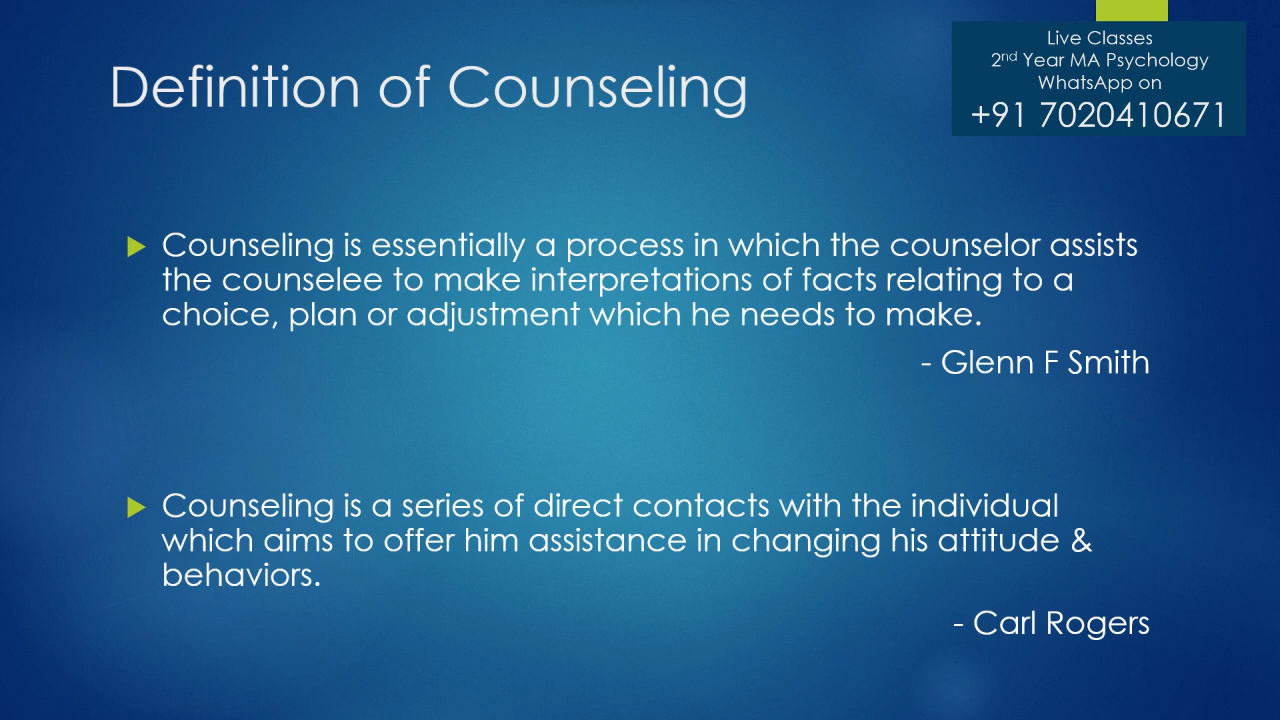 Definition of Counseling
Live Classes
2nd Year MA Psychology
WhatsApp on
+91 7020410671
Counseling is essentially a process in which the counselor assists
the counselee to make interpretations of facts relating to a
choice, plan or adjustment which he needs to make.
- Glenn F Smith
Counseling is a series of direct contacts with the individual
which aims to offer him assistance in changing his attitude &
behaviors.
- Carl Rogers